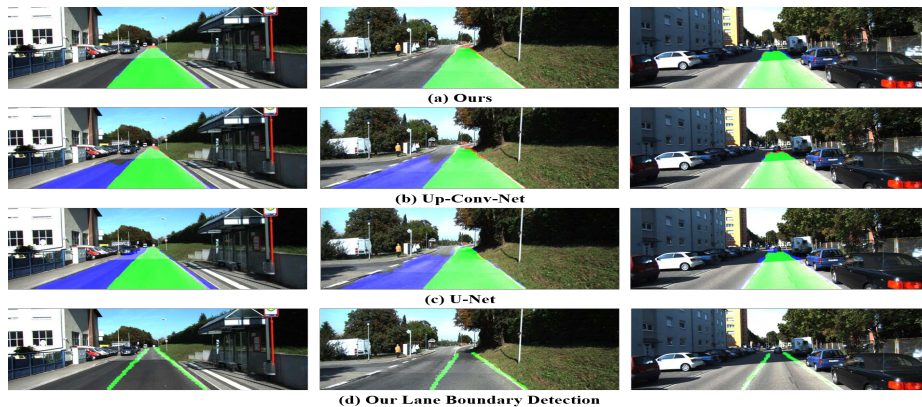 (a) Ours
(b) Up-Conv-Net
(c) U-Net
(d) Our Lane Boundary Detection